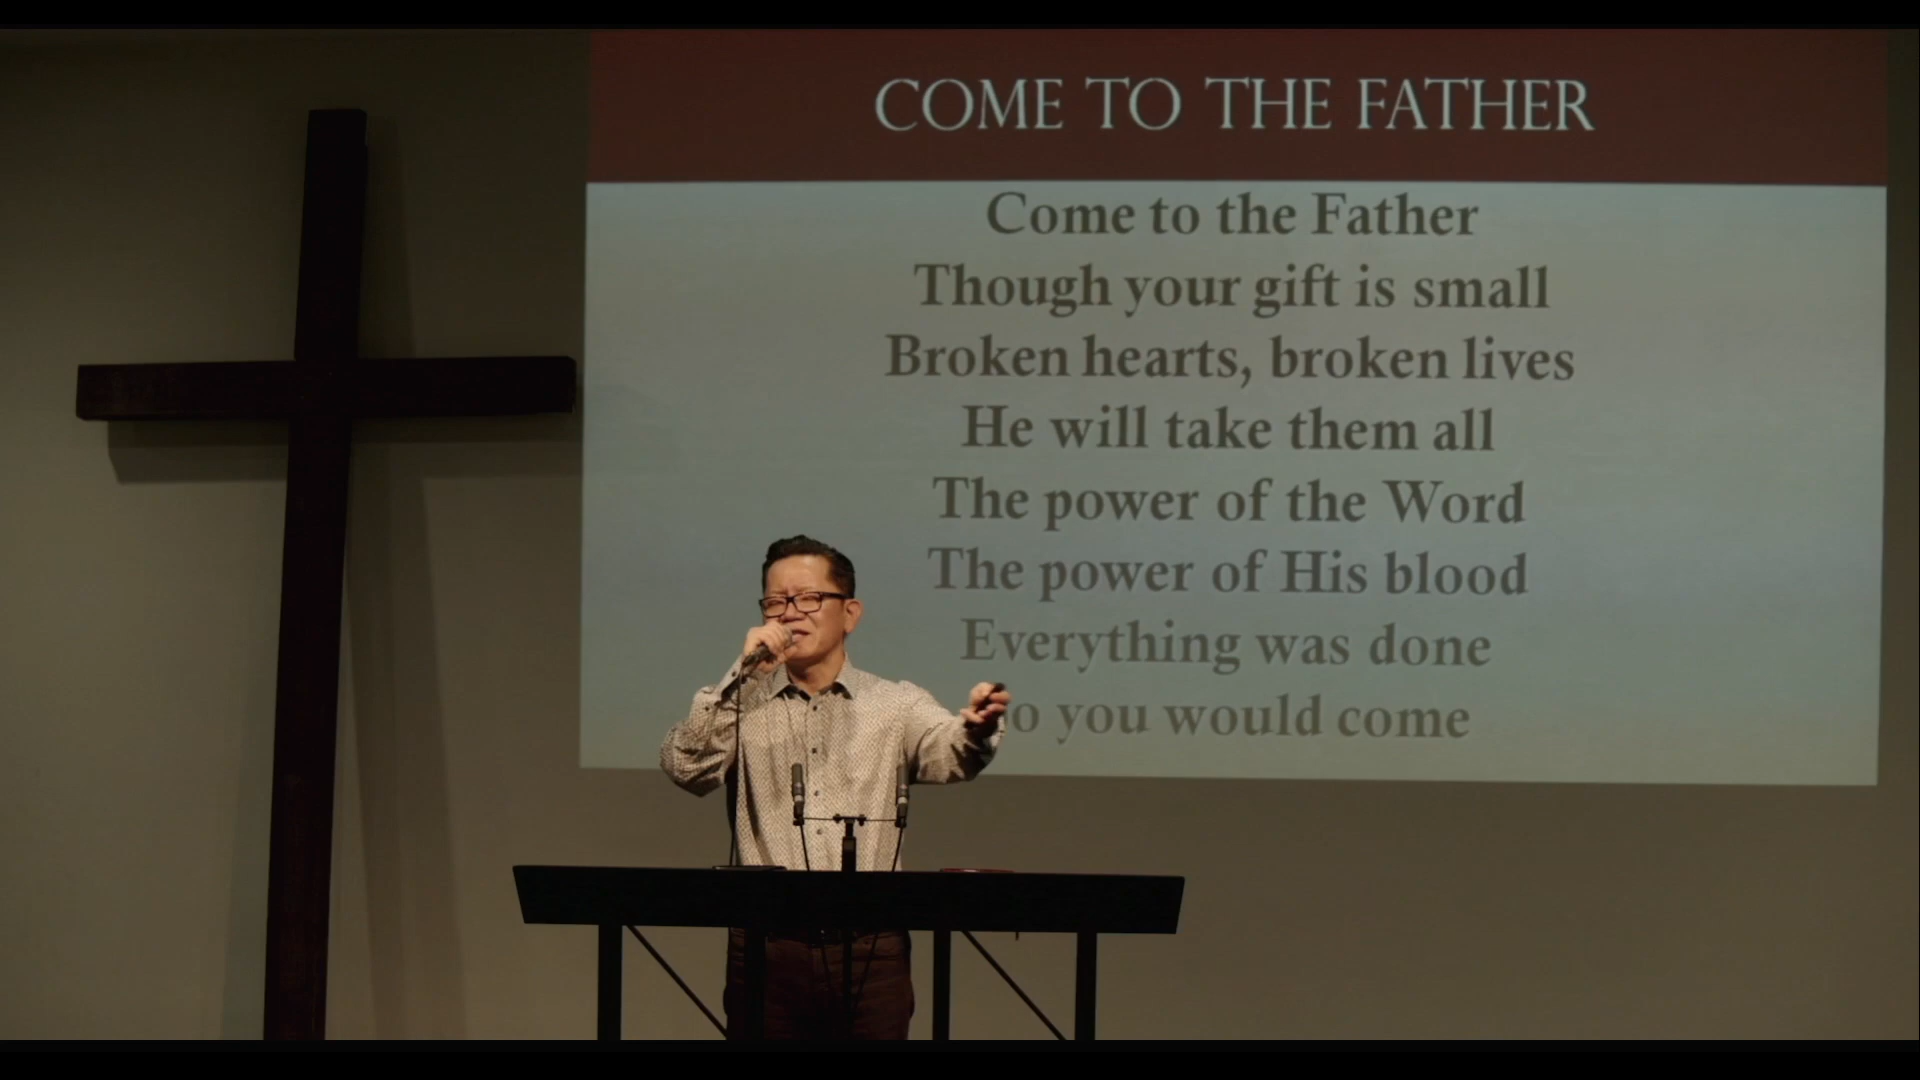 COME TO THE FATHER
Come to the Father
Though your gift is small
Broken hearts, broken lives
He will take them all
The power of the Word
The power of His blood
Everything was done
you would come